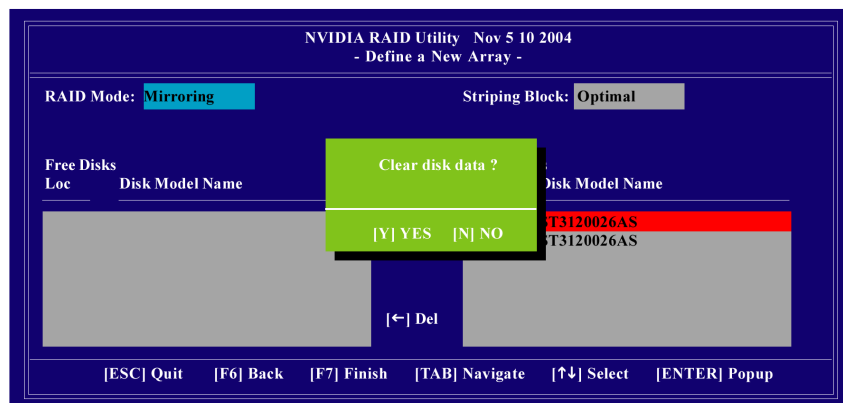 NVIDIA RAID Utility Nov 5 10 2004
- Define a New Array -
RAID Mode: Mirroring Striping Block: Optimal
Free Disks
Loc Disk Model Name Disk Model Name
Clear disk data ?
[Y] YES [N] NO
ST3120026AS
ST3120026AS
[←] Del
[ESC] Quit [F6] Back [F7] Finish [TAB] Navigate [↑↓] Select [ENTER] Popup